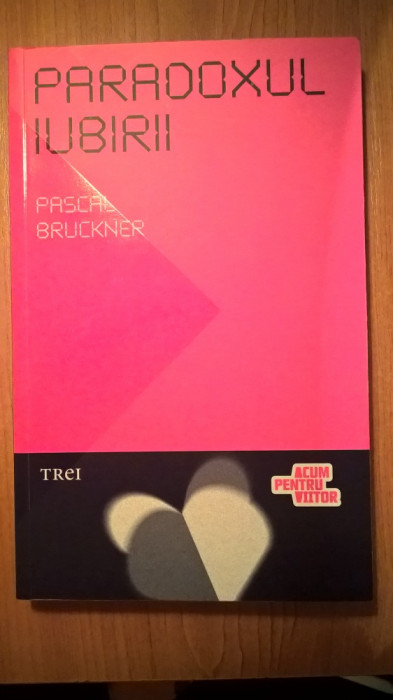 PARADOXUL
IUBIRII
PASCAL
BRUCKNER
TREI
ACUM
PENTRU
VIITOR